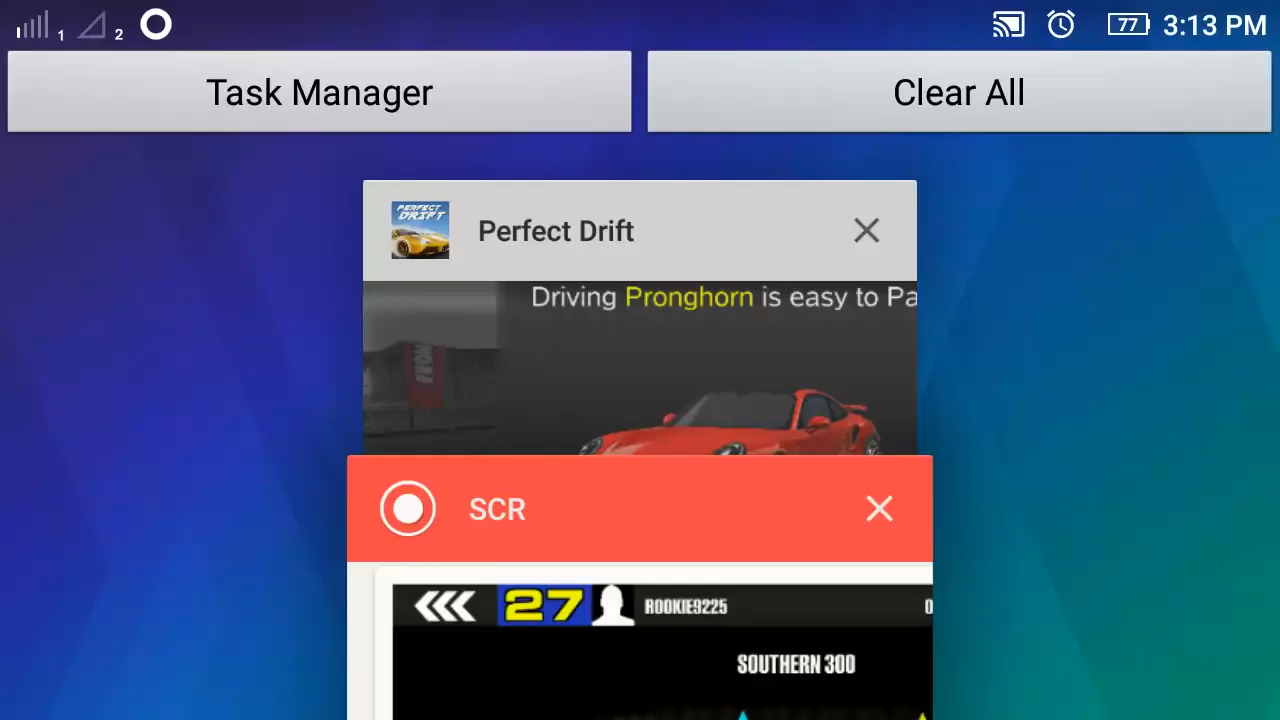 1 2 77 3:13 PM
Task Manager Clear All
PERFECT DRIFT Perfect Drift
Driving Pronghorn is easy to Pa
SCR
27 ROOKIE9225 0
SOUTHERN 300